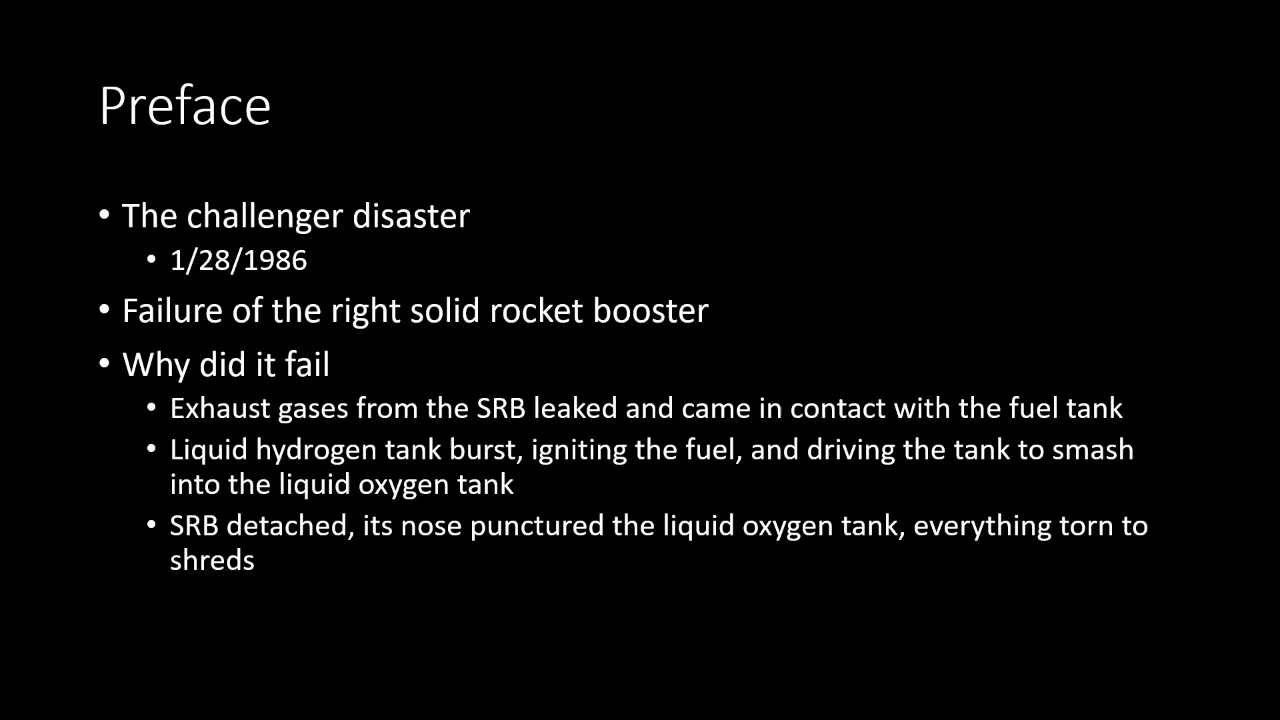 Preface
• The challenger disaster
• 1/28/1986
• Failure of the right solid rocket booster
• Why did it fail
• Exhaust gases from the SRB leaked and came in contact with the fuel tank
• Liquid hydrogen tank burst, igniting the fuel, and driving the tank to smash
into the liquid oxygen tank
• SRB detached, its nose punctured the liquid oxygen tank, everything torn to
shreds